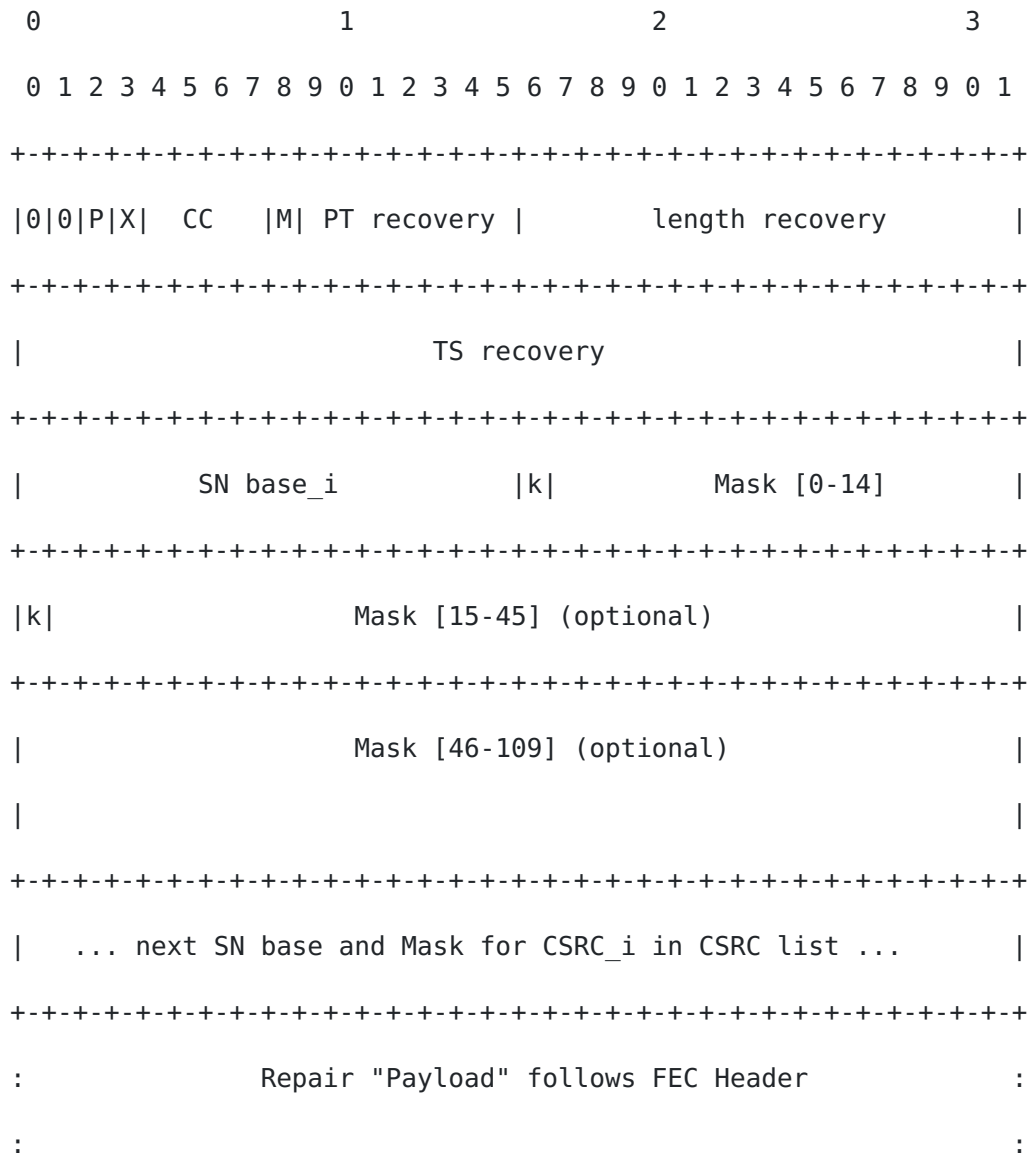 0                   1                   2                   3
 0 1 2 3 4 5 6 7 8 9 0 1 2 3 4 5 6 7 8 9 0 1 2 3 4 5 6 7 8 9 0 1
+-+-+-+-+-+-+-+-+-+-+-+-+-+-+-+-+-+-+-+-+-+-+-+-+-+-+-+-+-+-+-+-+
|0|0|P|X|  CC   |M| PT recovery |        length recovery        |
+-+-+-+-+-+-+-+-+-+-+-+-+-+-+-+-+-+-+-+-+-+-+-+-+-+-+-+-+-+-+-+-+
|                          TS recovery                          |
+-+-+-+-+-+-+-+-+-+-+-+-+-+-+-+-+-+-+-+-+-+-+-+-+-+-+-+-+-+-+-+-+
|           SN base_i           |k|          Mask [0-14]        |
+-+-+-+-+-+-+-+-+-+-+-+-+-+-+-+-+-+-+-+-+-+-+-+-+-+-+-+-+-+-+-+-+
|k|                   Mask [15-45] (optional)                   |
+-+-+-+-+-+-+-+-+-+-+-+-+-+-+-+-+-+-+-+-+-+-+-+-+-+-+-+-+-+-+-+-+
|                     Mask [46-109] (optional)                  |
|                                                               |
+-+-+-+-+-+-+-+-+-+-+-+-+-+-+-+-+-+-+-+-+-+-+-+-+-+-+-+-+-+-+-+-+
|   ... next SN base and Mask for CSRC_i in CSRC list ...       |
+-+-+-+-+-+-+-+-+-+-+-+-+-+-+-+-+-+-+-+-+-+-+-+-+-+-+-+-+-+-+-+-+
:               Repair "Payload" follows FEC Header             :
:                                                               :